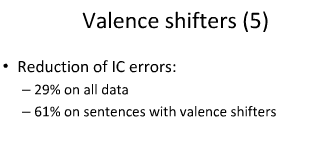 Valence shifters (5)
• Reduction of IC errors:
– 29% on all data
– 61% on sentences with valence shifters